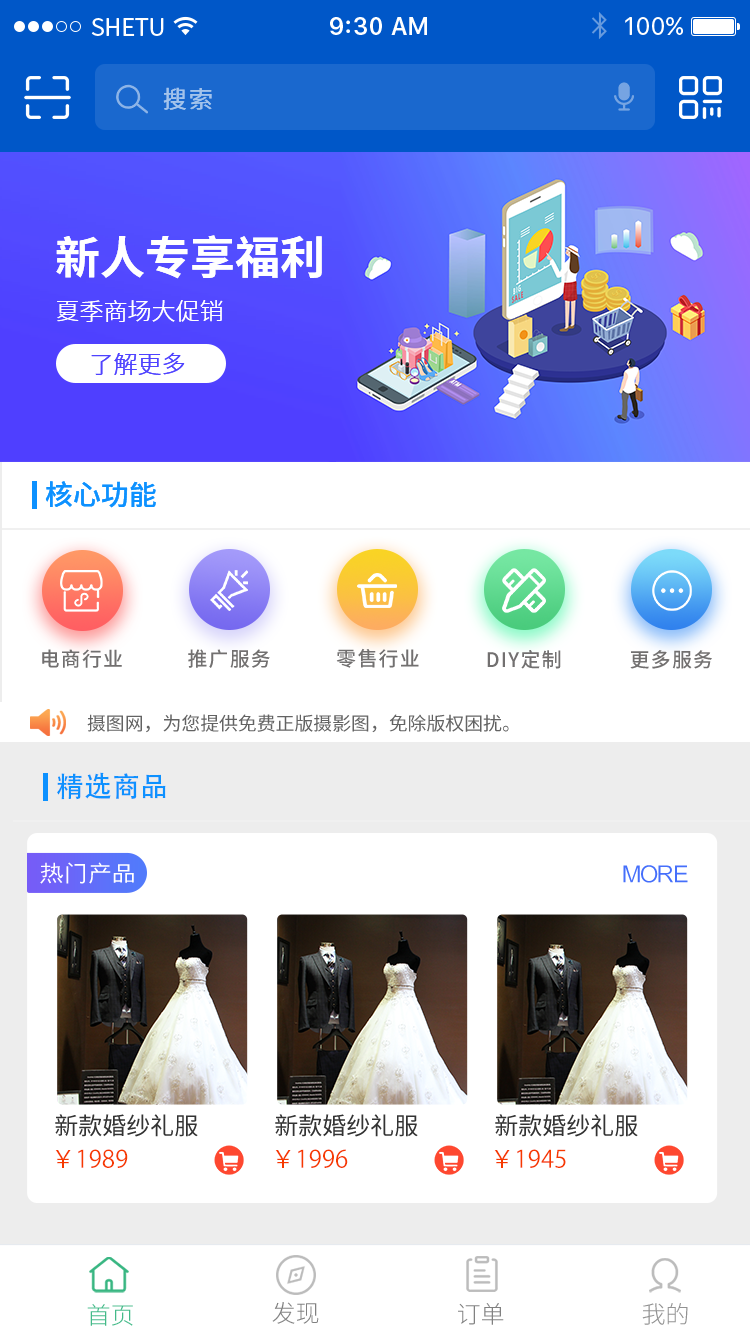 SHETU 9:30 AM 100%
搜索
新人专享福利
夏季商场大促销
了解更多
核心功能
电商行业 推广服务 零售行业 DIY定制 更多服务
摄图网，为您提供免费正版摄影图，免除版权困扰。
精选商品
热门产品 MORE
新款婚纱礼服 新款婚纱礼服 新款婚纱礼服
￥1989 ￥1996 ￥1945
首页 发现 订单 我的